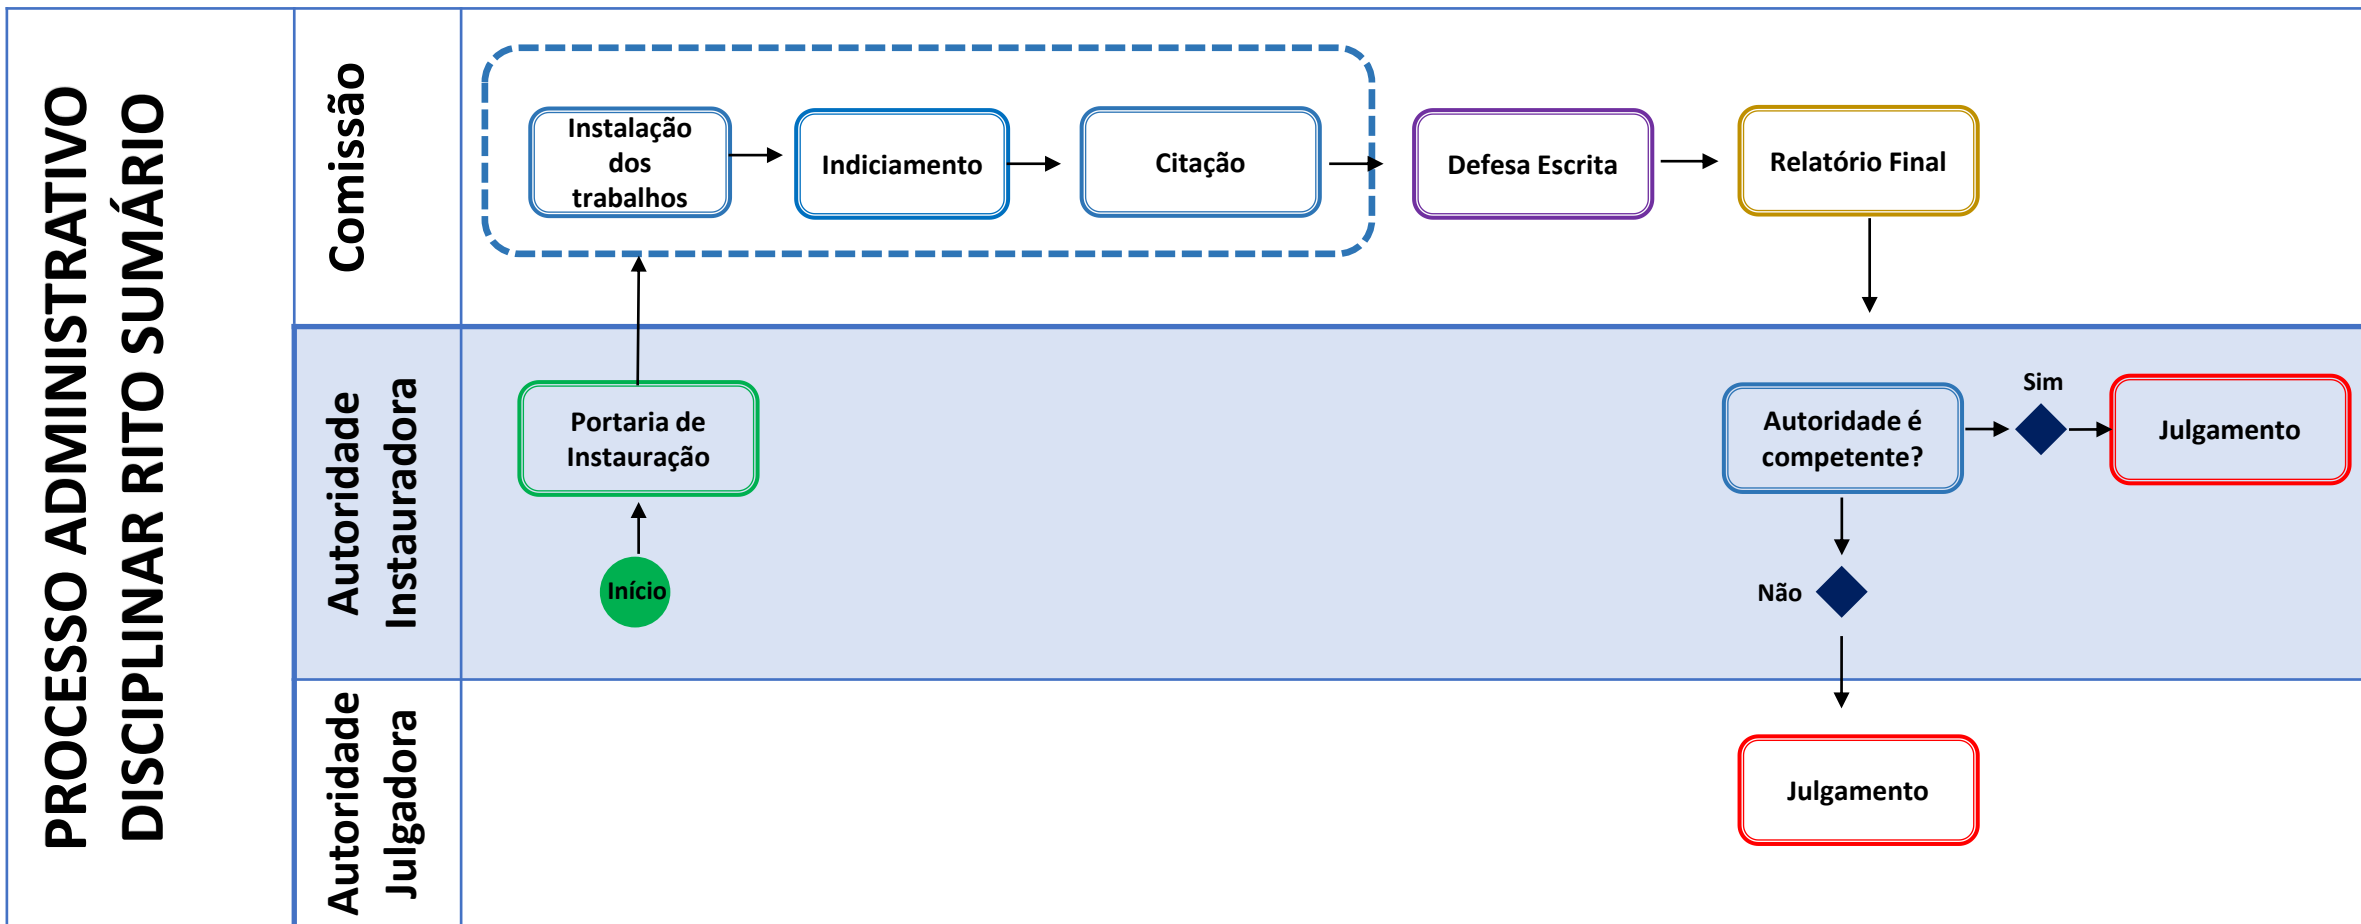 PROCESSO ADMINISTRATIVO
DISCIPLINAR RITO SUMÁRIO
Comissão
Instalação
dos
trabalhos
Indiciamento
Citação
Defesa Escrita
Relatório Final
Autoridade
Instauradora
Portaria de
Instauração
Início
Autoridade é
competente?
Sim
Julgamento
Não
Autoridade
Julgadora
Julgamento